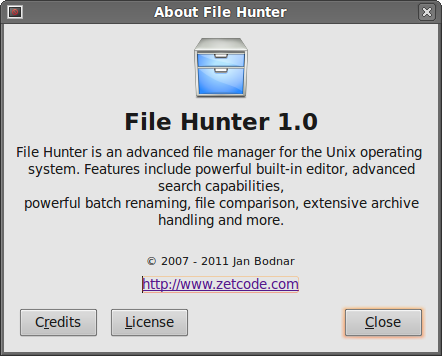 About File Hunter
File Hunter 1.0
File Hunter is an advanced file manager for the Unix operating
system. Features include powerful built-in editor, advanced
search capabilities,
powerful batch renaming, file comparison, extensive archive
handling and more.
© 2007 - 2011 Jan Bodnar
http://www.zetcode.com
Credits License Close